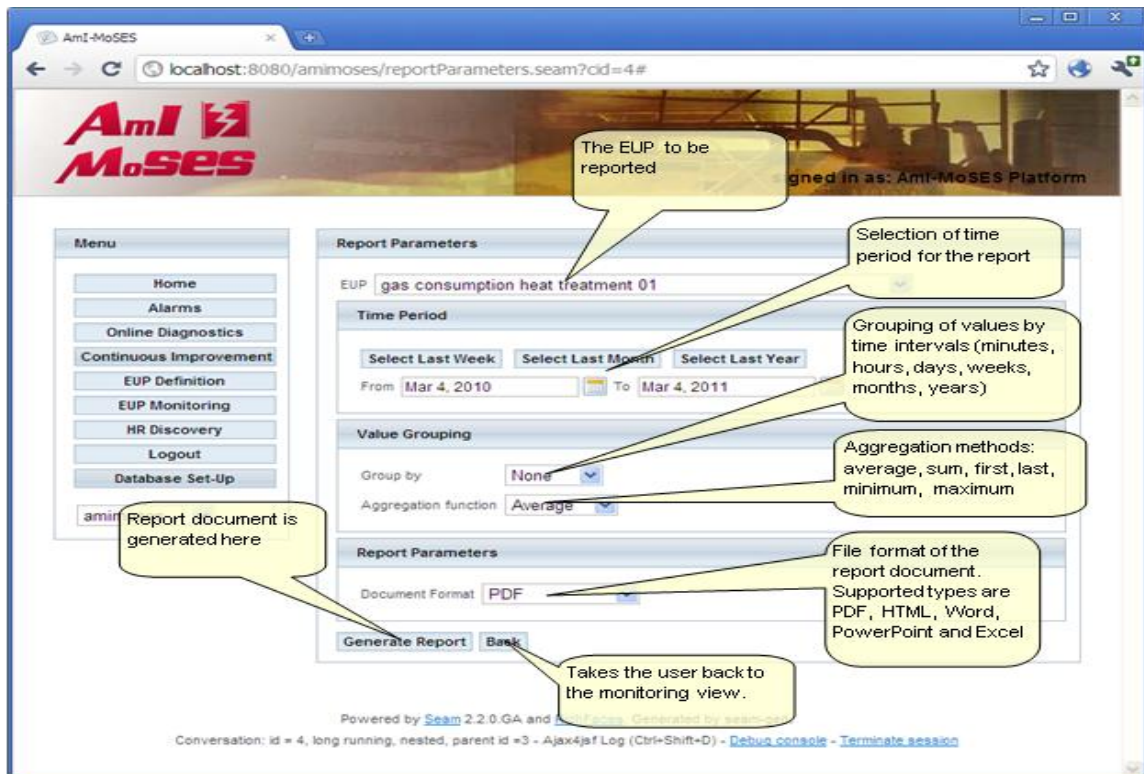 AmI-MoSES
localhost:8080/amimoses/reportParameters.seam?cid=4#
AmI
MoSES
signed in as: AmI-MoSES Platform
The EUP to be
reported
Menu
Home
Alarms
Online Diagnostics
Continuous Improvement
EUP Definition
EUP Monitoring
HR Discovery
Logout
Database Set-Up
Report document is
generated here
Report Parameters
EUP gas consumption heat treatment 01
Time Period
Select Last Week Select Last Month Select Last Year
From Mar 4, 2010 To Mar 4, 2011
Value Grouping
Group by None
Aggregation function Average
Report Parameters
Document Format PDF
Generate Report Back
Selection of time
period for the report
Grouping of values by
time intervals (minutes,
hours, days, weeks,
months, years)
Aggregation methods:
average, sum, first, last,
minimum, maximum
File format of the
report document.
Supported types are
PDF, HTML, Word,
PowerPoint and Excel
Takes the user back to
the monitoring view.
Powered by Seam 2.2.0.GA and Generated by
Conversation: id = 4, long running, nested, parent id =3 - Ajax4jsf Log (Ctrl+Shift+D) - Debug console - Terminate session